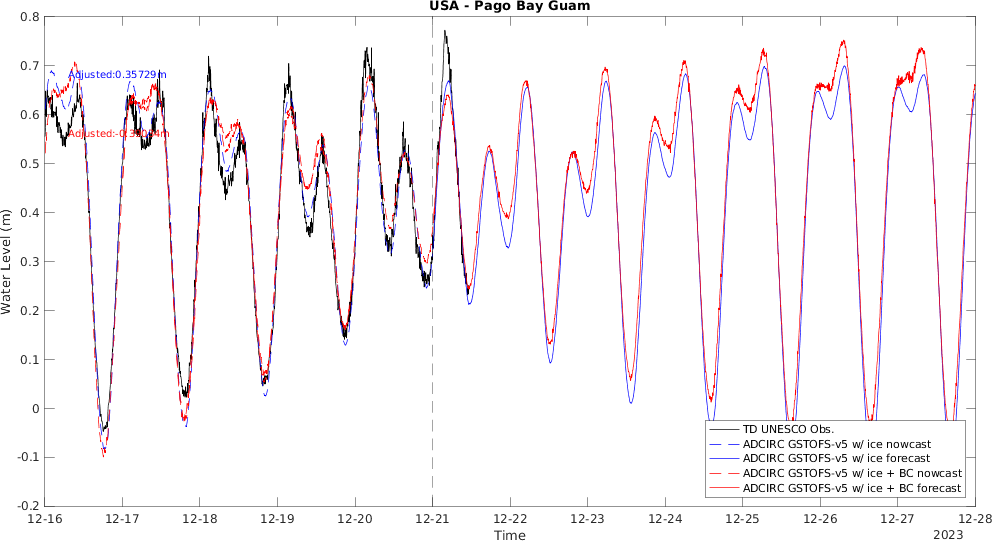 USA - Pago Bay Guam
0.8
0.7
0.6
0.5
0.4
0.3
0.2
0.1
0
-0.1
-0.2
Water Level (m)
Adjusted:0.35729m
TD UNESCO Obs.
ADCIRC GSTOFS-v5 w/ ice nowcast
ADCIRC GSTOFS-v5 w/ ice forecast
ADCIRC GSTOFS-v5 w/ ice + BC nowcast
ADCIRC GSTOFS-v5 w/ ice + BC forecast
12-16 12-17 12-18 12-19 12-20 12-21 12-22 12-23 12-24 12-25 12-26 12-27 12-28
Time
2023